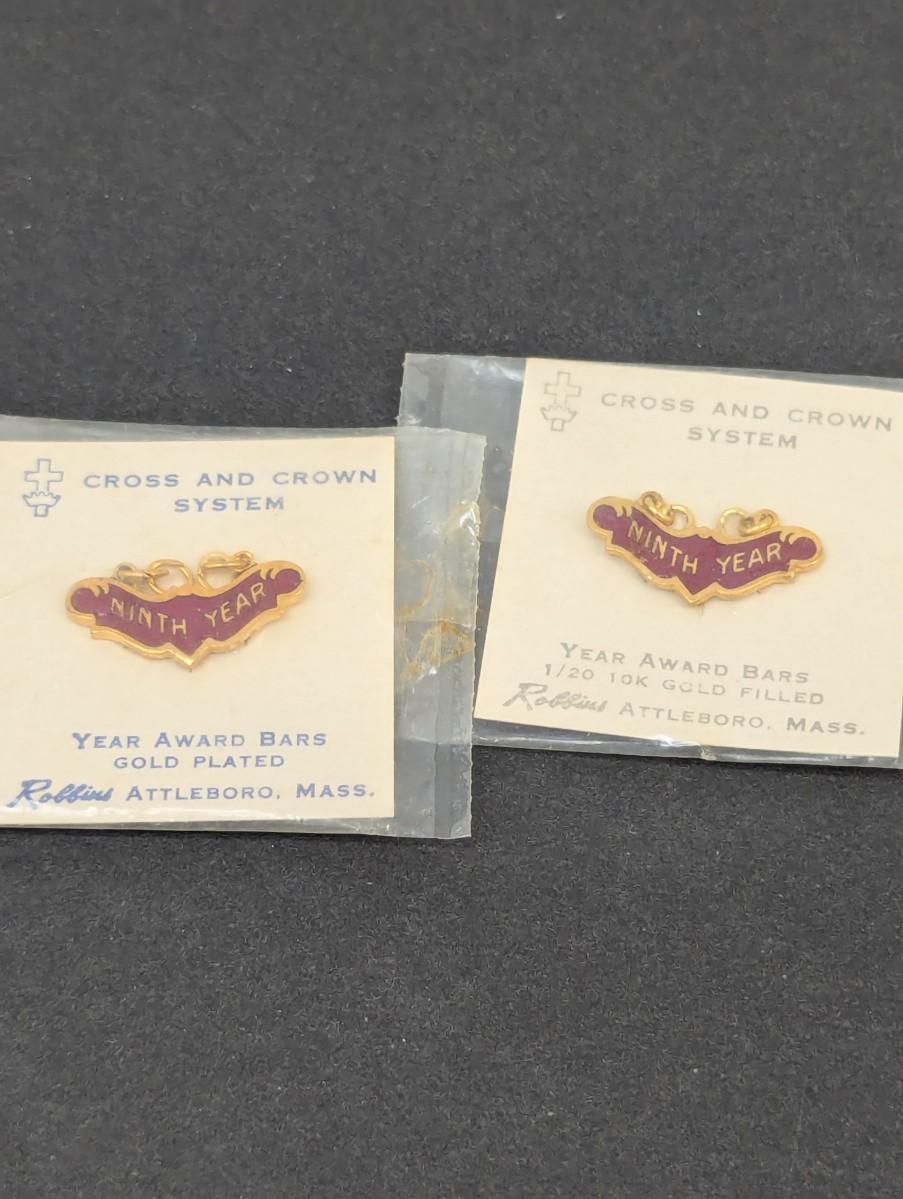 CROSS AND CROWN
SYSTEM
NINTH YEAR
YEAR AWARD BARS
GOLD PLATED
Robbins ATTLEBORO, MASS.
CROSS AND CROWN
SYSTEM
NINTH YEAR
YEAR AWARD BARS
1/20 10K GOLD FILLED
Robbins ATTLEBORO, MASS.